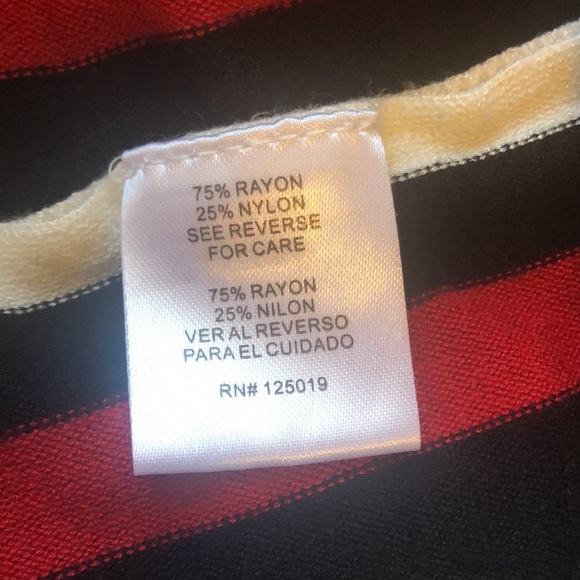 75% RAYON
25% NYLON
SEE REVERSE
FOR CARE
75% RAYON
25% NILON
VER AL REVERSO
PARA EL CUIDADO
RN# 125019